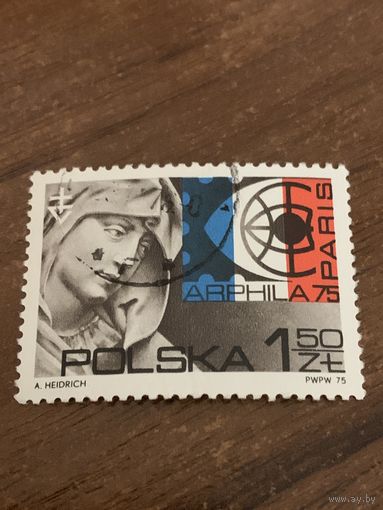 PARIS
ARPHILA 75
POLSKA 1 50 ZŁ
A. HEIDRICH
PWPW 75
www.ay.by